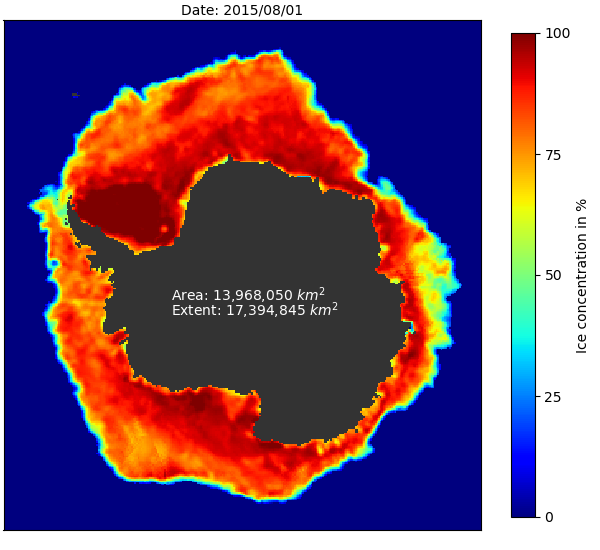 Date: 2015/08/01
100
75
50
25
0
Ice concentration in %
Area: 13,968,050 km²
Extent: 17,394,845 km²